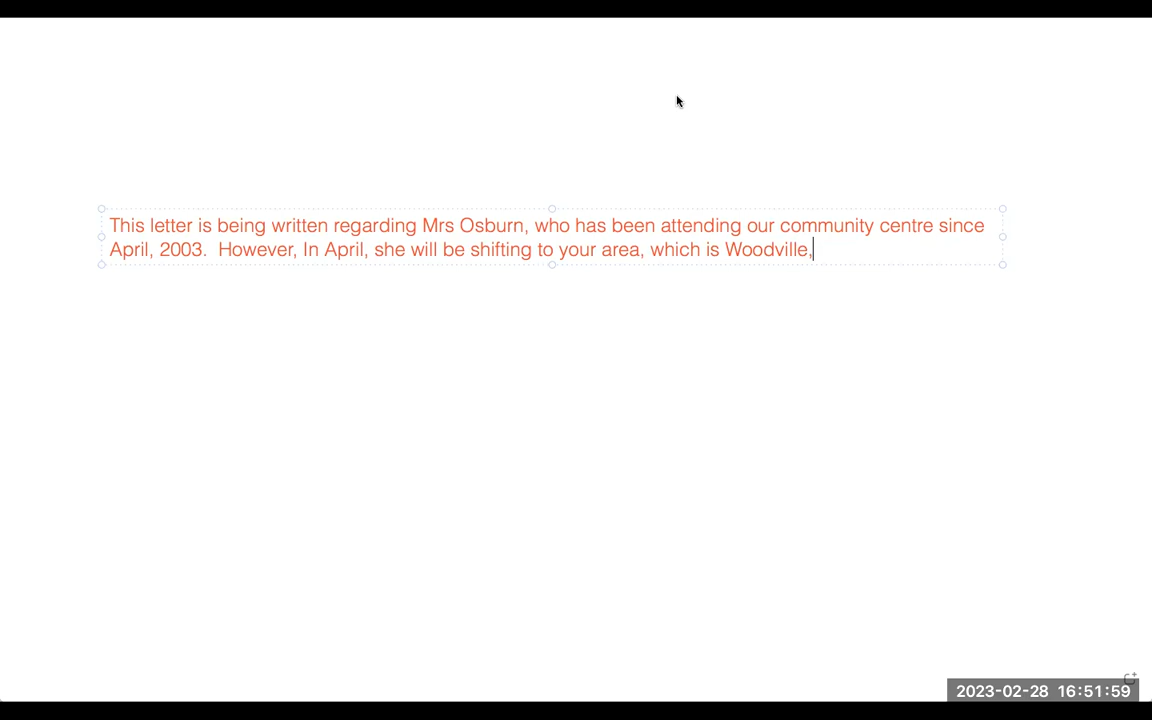 This letter is being written regarding Mrs Osburn, who has been attending our community centre since
April, 2003.  However, In April, she will be shifting to your area, which is Woodville,
2023-02-28 16:51:59